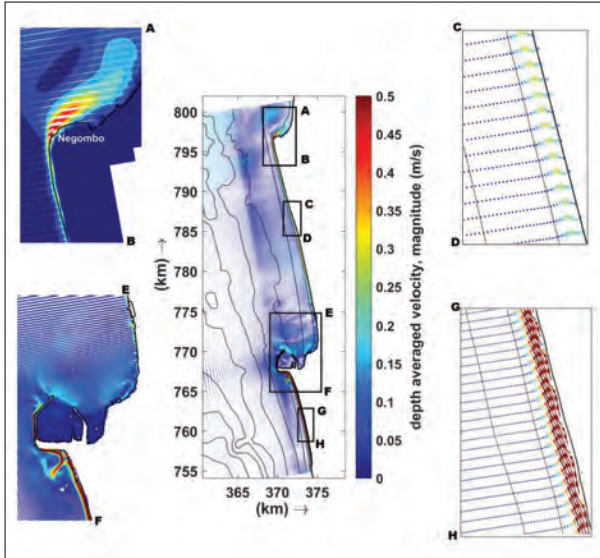 A
Negombo
B
C
D
E
F
G
H
800
795
790
785
780
775
770
765
760
755
(km) →
365
370
375
(km) →
A
B
C
D
E
F
G
H
0.5
0.45
0.4
0.35
0.3
0.25
0.2
0.15
0.1
0.05
0
depth averaged velocity, magnitude (m/s)